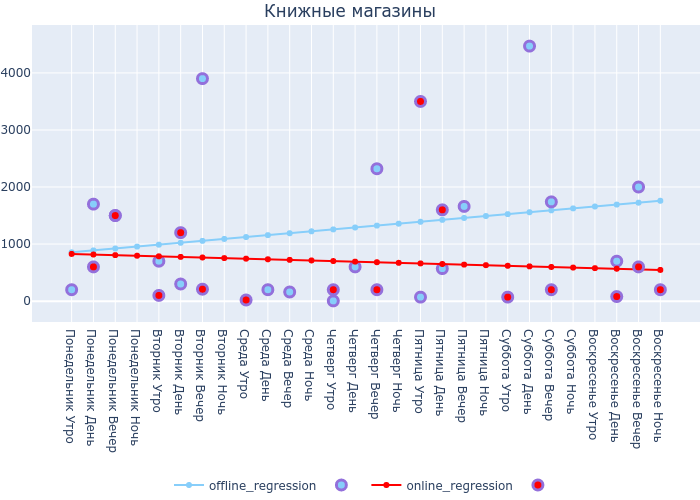 Книжные магазины
4000
3000
2000
1000
0
Понедельник Утро
Понедельник День
Понедельник Вечер
Понедельник Ночь
Вторник Утро
Вторник День
Вторник Вечер
Вторник Ночь
Среда Утро
Среда День
Среда Вечер
Среда Ночь
Четверг Утро
Четверг День
Четверг Вечер
Четверг Ночь
Пятница Утро
Пятница День
Пятница Вечер
Пятница Ночь
Суббота Утро
Суббота День
Суббота Вечер
Суббота Ночь
Воскресенье Утро
Воскресенье День
Воскресенье Вечер
Воскресенье Ночь
offline_regression
online_regression